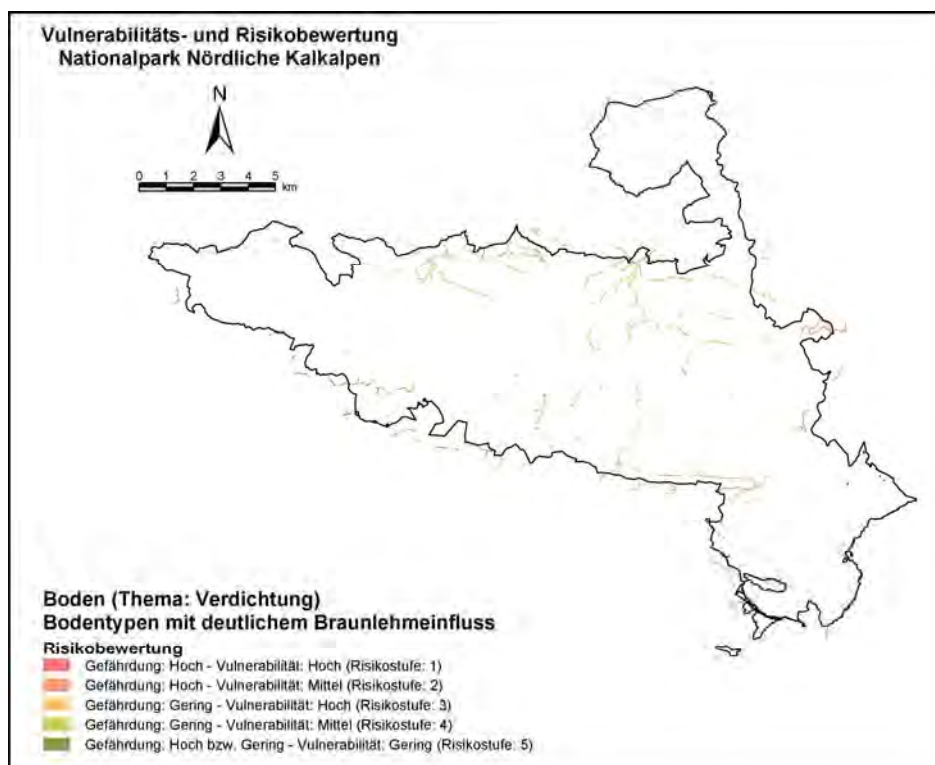 Vulnerabilitäts- und Risikobewertung
Nationalpark Nördliche Kalkalpen
N
0 1 2 3 4 5
km
Boden (Thema: Verdichtung)
Bodentypen mit deutlichem Braunlehmeinfluss
Risikobewertung
Gefährdung: Hoch - Vulnerabilität: Hoch (Risikostufe: 1)
Gefährdung: Hoch - Vulnerabilität: Mittel (Risikostufe: 2)
Gefährdung: Gering - Vulnerabilität: Hoch (Risikostufe: 3)
Gefährdung: Gering - Vulnerabilität: Mittel (Risikostufe: 4)
Gefährdung: Hoch bzw. Gering - Vulnerabilität: Gering (Risikostufe: 5)